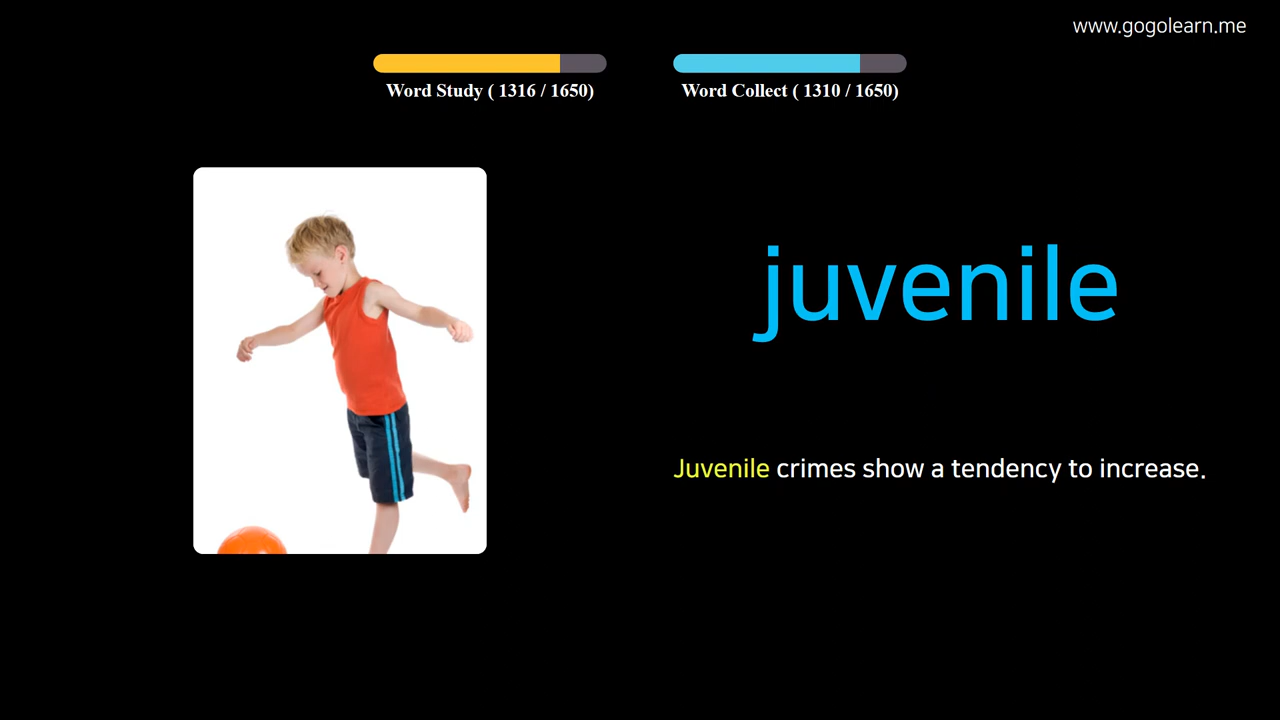 www.gogolearn.me
Word Study ( 1316 / 1650)
Word Collect ( 1310 / 1650)
juvenile
Juvenile crimes show a tendency to increase.